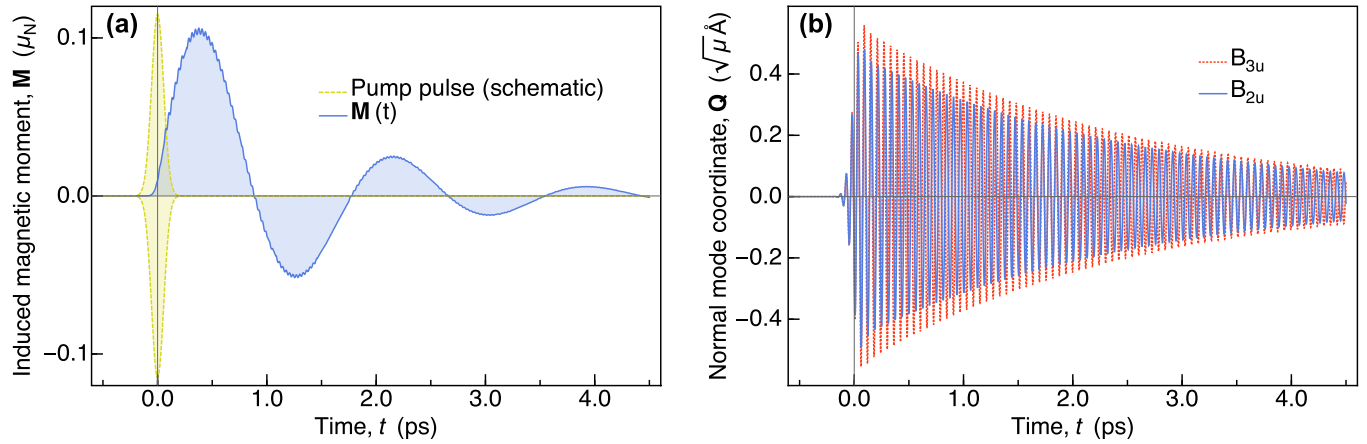 (a)
Induced magnetic moment, M (μN)
0.1
0.0
−0.1
Pump pulse (schematic)
M (t)
0.0 1.0 2.0 3.0 4.0
Time, t (ps)
(b)
Normal mode coordinate, Q (√μ Å)
0.4
0.2
0.0
−0.2
−0.4
B3u
B2u
0.0 1.0 2.0 3.0 4.0
Time, t (ps)